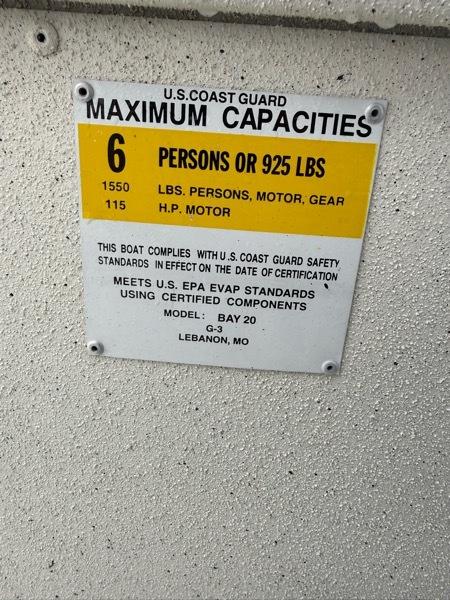 U.S.COAST GUARD
MAXIMUM CAPACITIES
6 PERSONS OR 925 LBS
1550 LBS. PERSONS, MOTOR, GEAR
115 H.P. MOTOR
THIS BOAT COMPLIES WITH U.S. COAST GUARD SAFETY
STANDARDS IN EFFECT ON THE DATE OF CERTIFICATION
MEETS U.S. EPA EVAP STANDARDS
USING CERTIFIED COMPONENTS
MODEL: BAY 20
G-3
LEBANON, MO